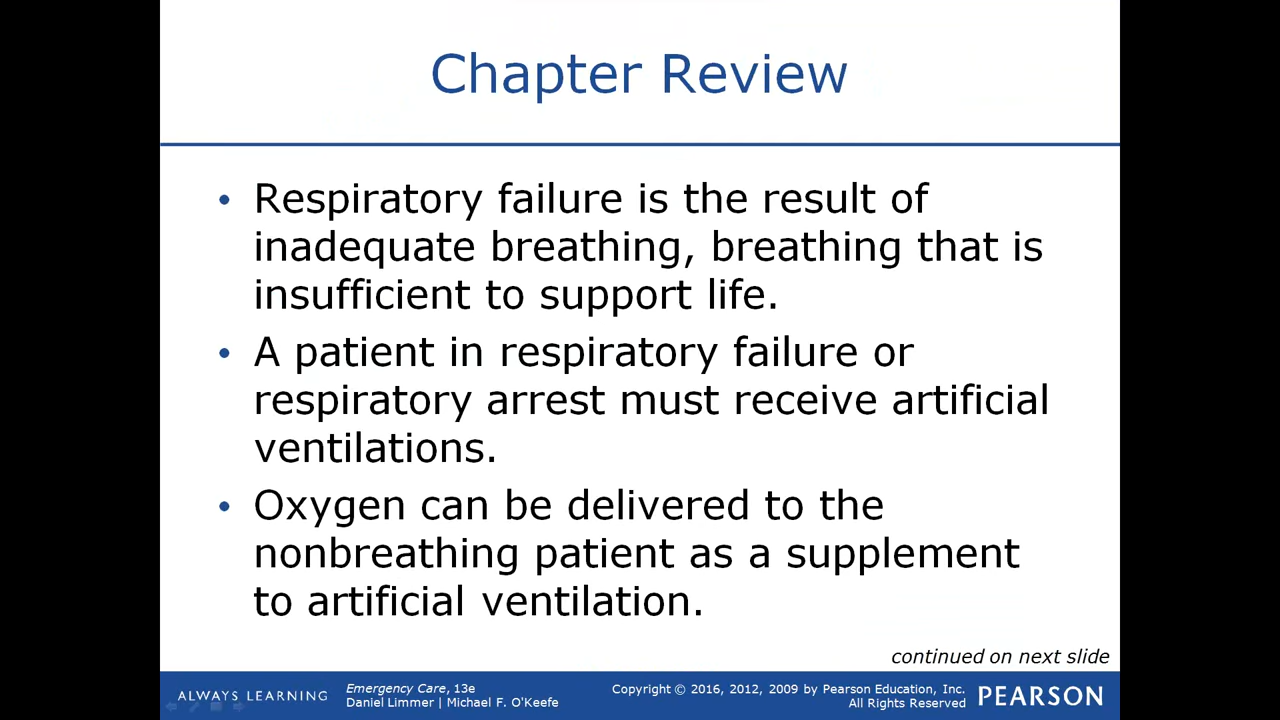 Chapter Review
• Respiratory failure is the result of
inadequate breathing, breathing that is
insufficient to support life.
• A patient in respiratory failure or
respiratory arrest must receive artificial
ventilations.
• Oxygen can be delivered to the
nonbreathing patient as a supplement
to artificial ventilation.
continued on next slide
ALWAYS LEARNING
Emergency Care, 13e
Daniel Limmer | Michael F. O'Keefe
Copyright © 2016, 2012, 2009 by Pearson Education, Inc.
All Rights Reserved
PEARSON